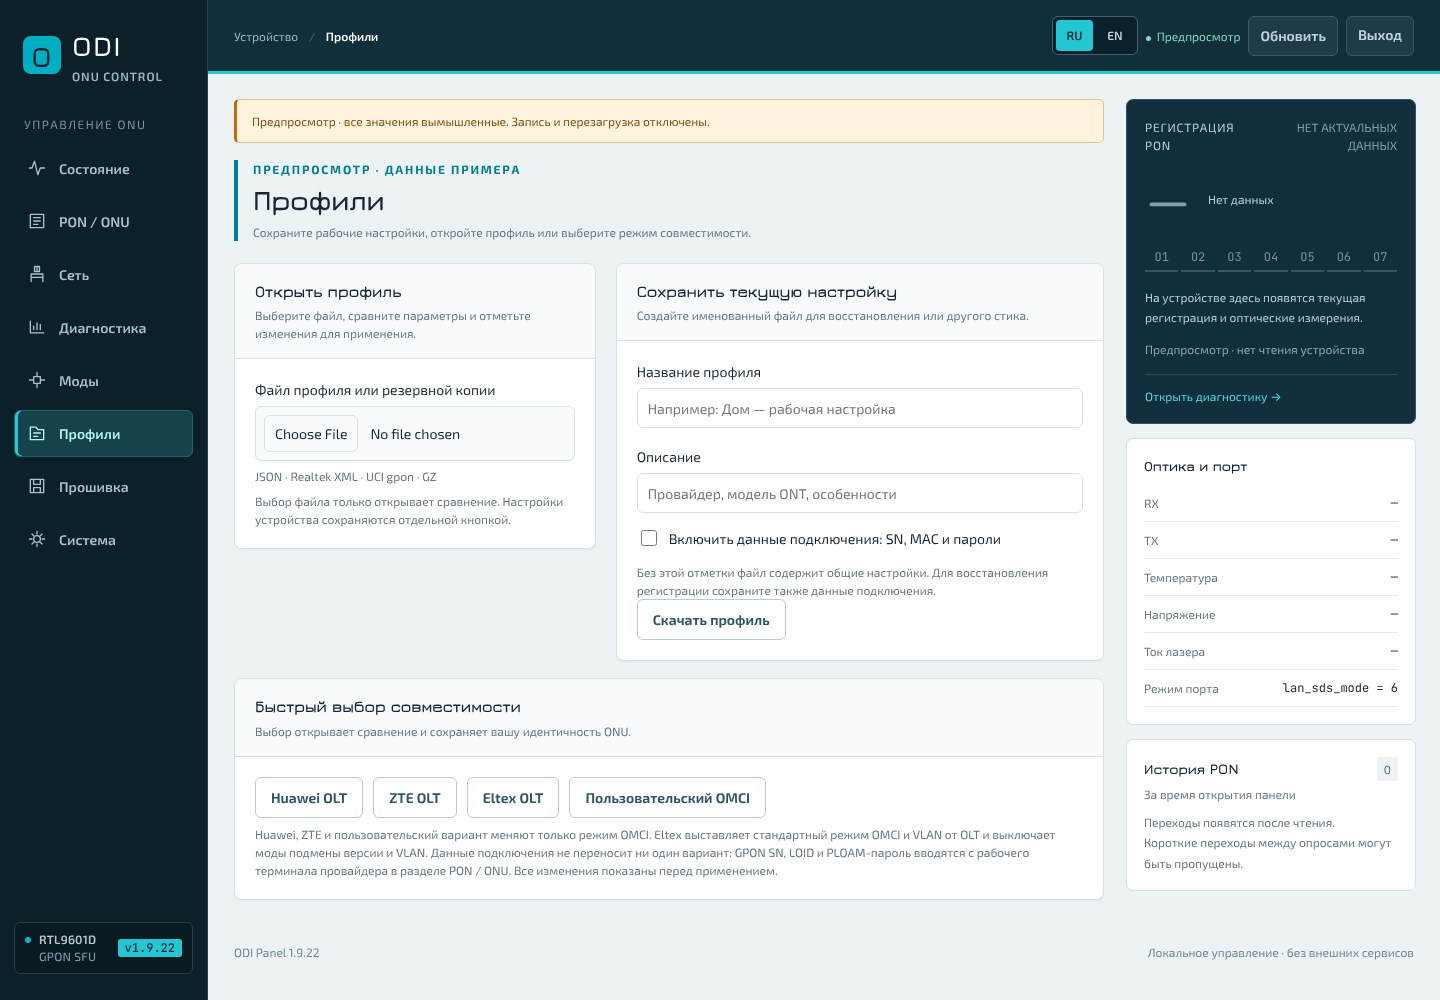 ODI
ONU CONTROL
УПРАВЛЕНИЕ ONU
Состояние
PON / ONU
Сеть
Диагностика
Моды
Профили
Прошивка
Система
RTL9601D
GPON SFU
v1.9.22
Устройство / Профили
RU EN
Предпросмотр
Обновить
Выход
Предпросмотр · все значения вымышленные. Запись и перезагрузка отключены.
ПРЕДПРОСМОТР · ДАННЫЕ ПРИМЕРА
Профили
Сохраните рабочие настройки, откройте профиль или выберите режим совместимости.
Открыть профиль
Выберите файл, сравните параметры и отметьте
изменения для применения.
Файл профиля или резервной копии
Choose File No file chosen
JSON · Realtek XML · UCI gpon · GZ
Выбор файла только открывает сравнение. Настройки
устройства сохраняются отдельной кнопкой.
Сохранить текущую настройку
Создайте именованный файл для восстановления или другого стика.
Название профиля
Например: Дом — рабочая настройка
Описание
Провайдер, модель ONT, особенности
Включить данные подключения: SN, MAC и пароли
Без этой отметки файл содержит общие настройки. Для восстановления
регистрации сохраните также данные подключения.
Скачать профиль
Быстрый выбор совместимости
Выбор открывает сравнение и сохраняет вашу идентичность ONU.
Huawei OLT
ZTE OLT
Eltex OLT
Пользовательский OMCI
Huawei, ZTE и пользовательский вариант меняют только режим OMCI. Eltex выставляет стандартный режим OMCI и VLAN от OLT и выключает
моды подмены версии и VLAN. Данные подключения не переносит ни один вариант: GPON SN, LOID и PLOAM-пароль вводятся с рабочего
терминала провайдера в разделе PON / ONU. Все изменения показаны перед применением.
РЕГИСТРАЦИЯ
PON
НЕТ АКТУАЛЬНЫХ
ДАННЫХ
— Нет данных
01 02 03 04 05 06 07
На устройстве здесь появятся текущая
регистрация и оптические измерения.
Предпросмотр · нет чтения устройства
Открыть диагностику →
Оптика и порт
RX —
TX —
Температура —
Напряжение —
Ток лазера —
Режим порта lan_sds_mode = 6
История PON 0
За время открытия панели
Переходы появятся после чтения.
Короткие переходы между опросами могут
быть пропущены.
ODI Panel 1.9.22
Локальное управление · без внешних сервисов